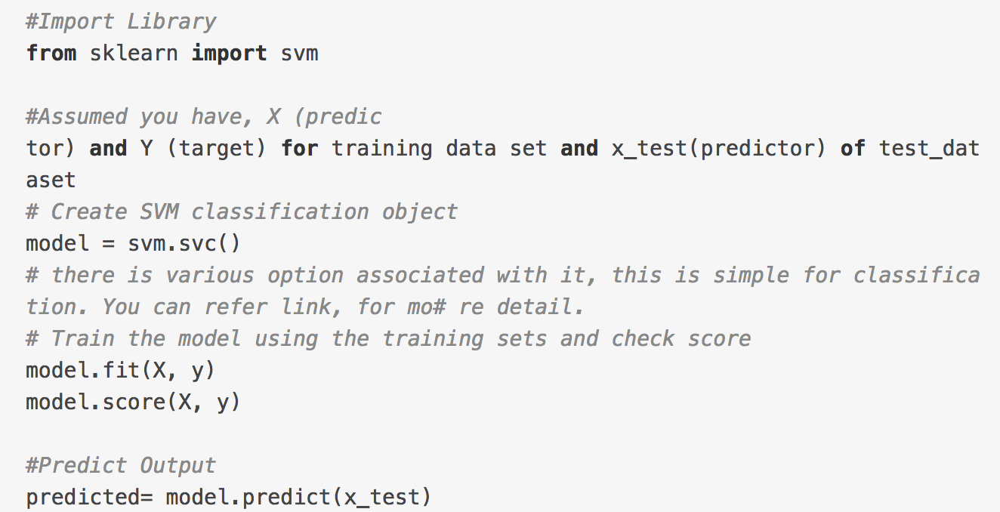 #Import Library
from sklearn import svm
#Assumed you have, X (predic
tor) and Y (target) for training data set and x_test(predictor) of test_dat
aset
# Create SVM classification object
model = svm.svc()
# there is various option associated with it, this is simple for classifica
tion. You can refer link, for mo# re detail.
# Train the model using the training sets and check score
model.fit(X, y)
model.score(X, y)
#Predict Output
predicted= model.predict(x_test)